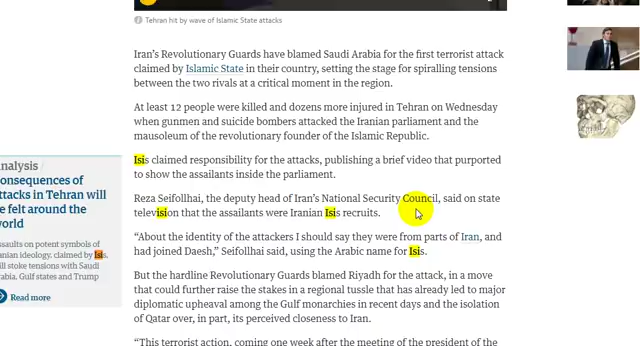 Tehran hit by wave of Islamic State attacks
Iran’s Revolutionary Guards have blamed Saudi Arabia for the first terrorist attack
claimed by Islamic State in their country, setting the stage for spiralling tensions
between the two rivals at a critical moment in the region.
At least 12 people were killed and dozens more injured in Tehran on Wednesday
when gunmen and suicide bombers attacked the Iranian parliament and the
mausoleum of the revolutionary founder of the Islamic Republic.
Isis claimed responsibility for the attacks, publishing a brief video that purported
to show the assailants inside the parliament.
Reza Seifollhai, the deputy head of Iran’s National Security Council, said on state
television that the assailants were Iranian Isis recruits.
“About the identity of the attackers I should say they were from parts of Iran, and
had joined Daesh,” Seifollhai said, using the Arabic name for Isis.
But the hardline Revolutionary Guards blamed Riyadh for the attack, in a move
that could further raise the stakes in a regional tussle that has already led to major
diplomatic upheaval among the Gulf monarchies in recent days and the isolation
of Qatar over, in part, its perceived closeness to Iran.
“This terrorist action, coming one week after the meeting of the president of the
nalysis /
onsequences of
ttacks in Tehran will
e felt around the
world
ssaults on potent symbols of
anian ideology, claimed by Isis,
ill stoke tensions with Saudi
rabia, Gulf states and Trump
Read more